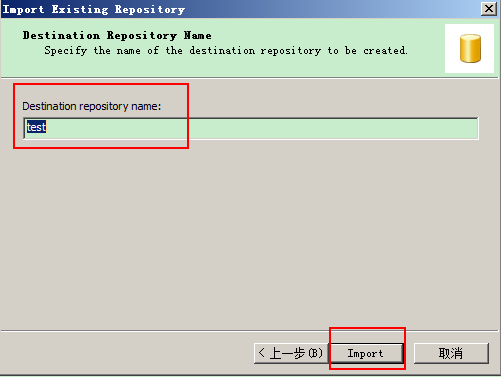 Import Existing Repository
Destination Repository Name
Specify the name of the destination repository to be created.
Destination repository name:
test
< 上一步(B)
Import
取消